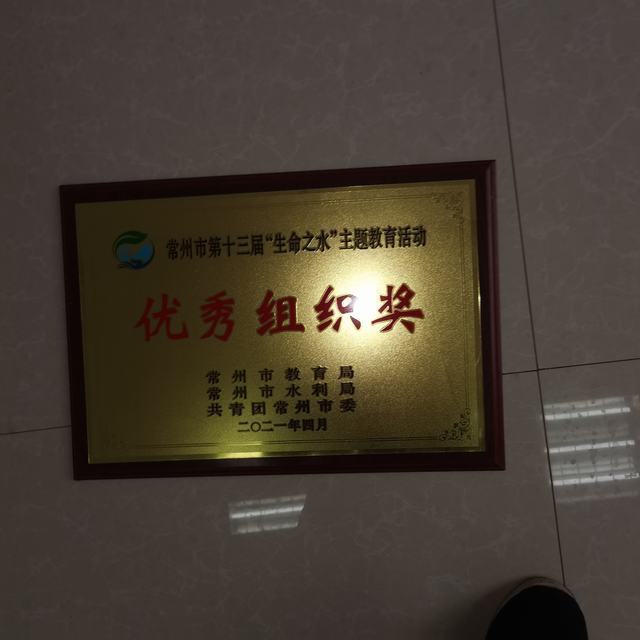 常州市第十三届“生命之水”主题教育活动
优秀组织奖
常州市教育局
常州市水利局
共青团常州市委
二〇二一年四月